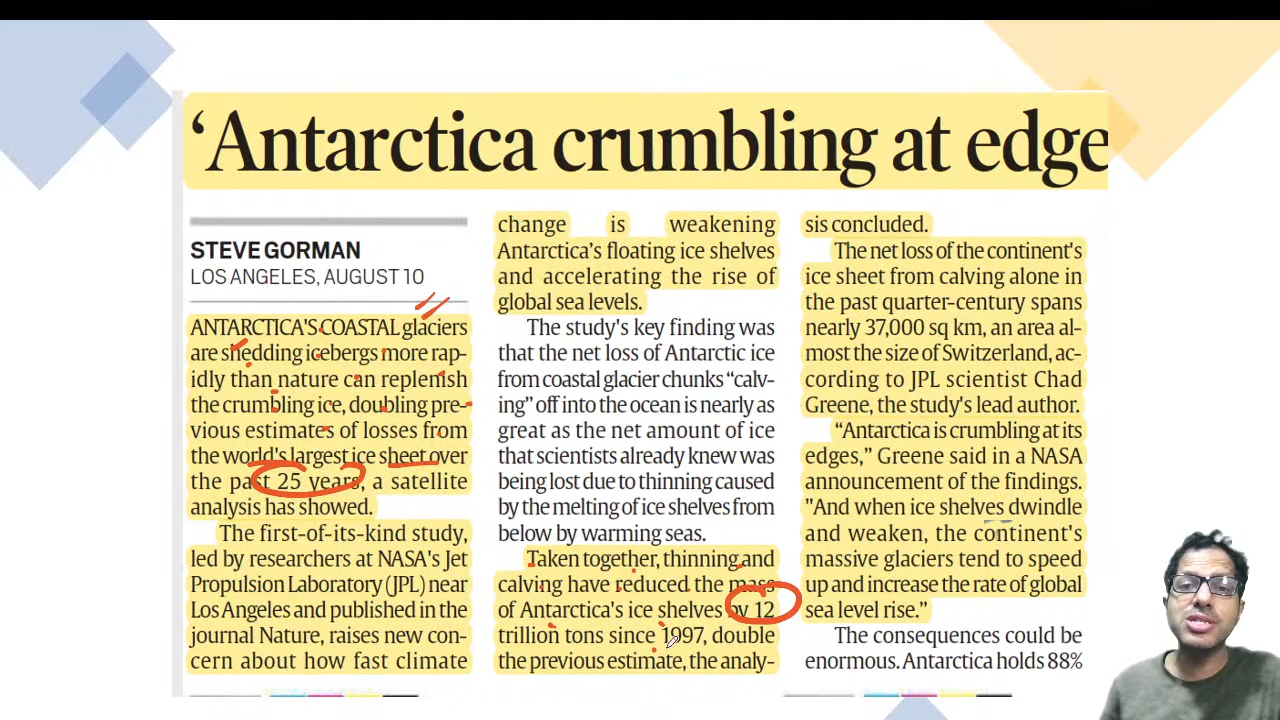 ‘Antarctica crumbling at edge
STEVE GORMAN
LOS ANGELES, AUGUST 10
ANTARCTICA'S COASTAL glaciers
are shedding icebergs more rap-
idly than nature can replenish
the crumbling ice, doubling pre-
vious estimates of losses from
the world's largest ice sheet over
the past 25 years, a satellite
analysis has showed.
The first-of-its-kind study,
led by researchers at NASA's Jet
Propulsion Laboratory (JPL) near
Los Angeles and published in the
journal Nature, raises new con-
cern about how fast climate
change is weakening
Antarctica's floating ice shelves
and accelerating the rise of
global sea levels.
The study's key finding was
that the net loss of Antarctic ice
from coastal glacier chunks “calv-
ing” off into the ocean is nearly as
great as the net amount of ice
that scientists already knew was
being lost due to thinning caused
by the melting of ice shelves from
below by warming seas.
Taken together, thinning and
calving have reduced the mass
of Antarctica's ice shelves by 12
trillion tons since 1997, double
the previous estimate, the analy-
sis concluded.
The net loss of the continent's
ice sheet from calving alone in
the past quarter-century spans
nearly 37,000 sq km, an area al-
most the size of Switzerland, ac-
cording to JPL scientist Chad
Greene, the study's lead author.
“Antarctica is crumbling at its
edges,” Greene said in a NASA
announcement of the findings.
"And when ice shelves dwindle
and weaken, the continent's
massive glaciers tend to speed
up and increase the rate of global
sea level rise.”
The consequences could be
enormous. Antarctica holds 88%